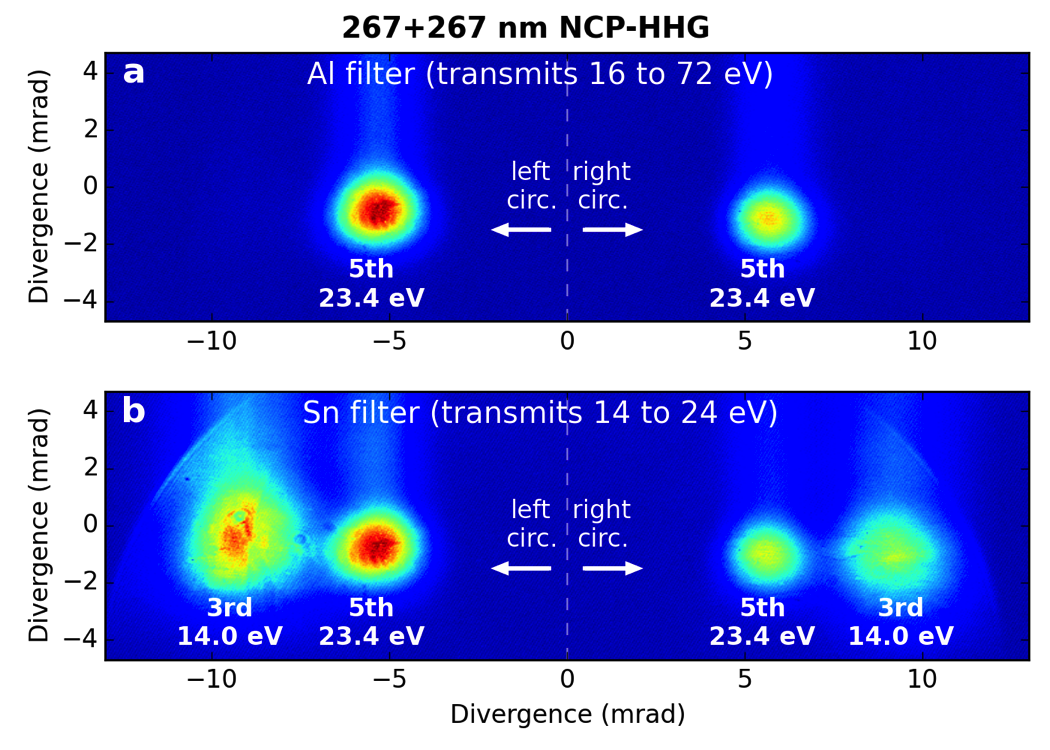 267+267 nm NCP-HHG
a
Al filter (transmits 16 to 72 eV)
Divergence (mrad)
4
2
0
−2
−4
left
circ.
right
circ.
5th
23.4 eV
5th
23.4 eV
−10
−5
0
5
10
b
Sn filter (transmits 14 to 24 eV)
Divergence (mrad)
4
2
0
−2
−4
left
circ.
right
circ.
3rd
14.0 eV
5th
23.4 eV
5th
23.4 eV
3rd
14.0 eV
−10
−5
0
5
10
Divergence (mrad)